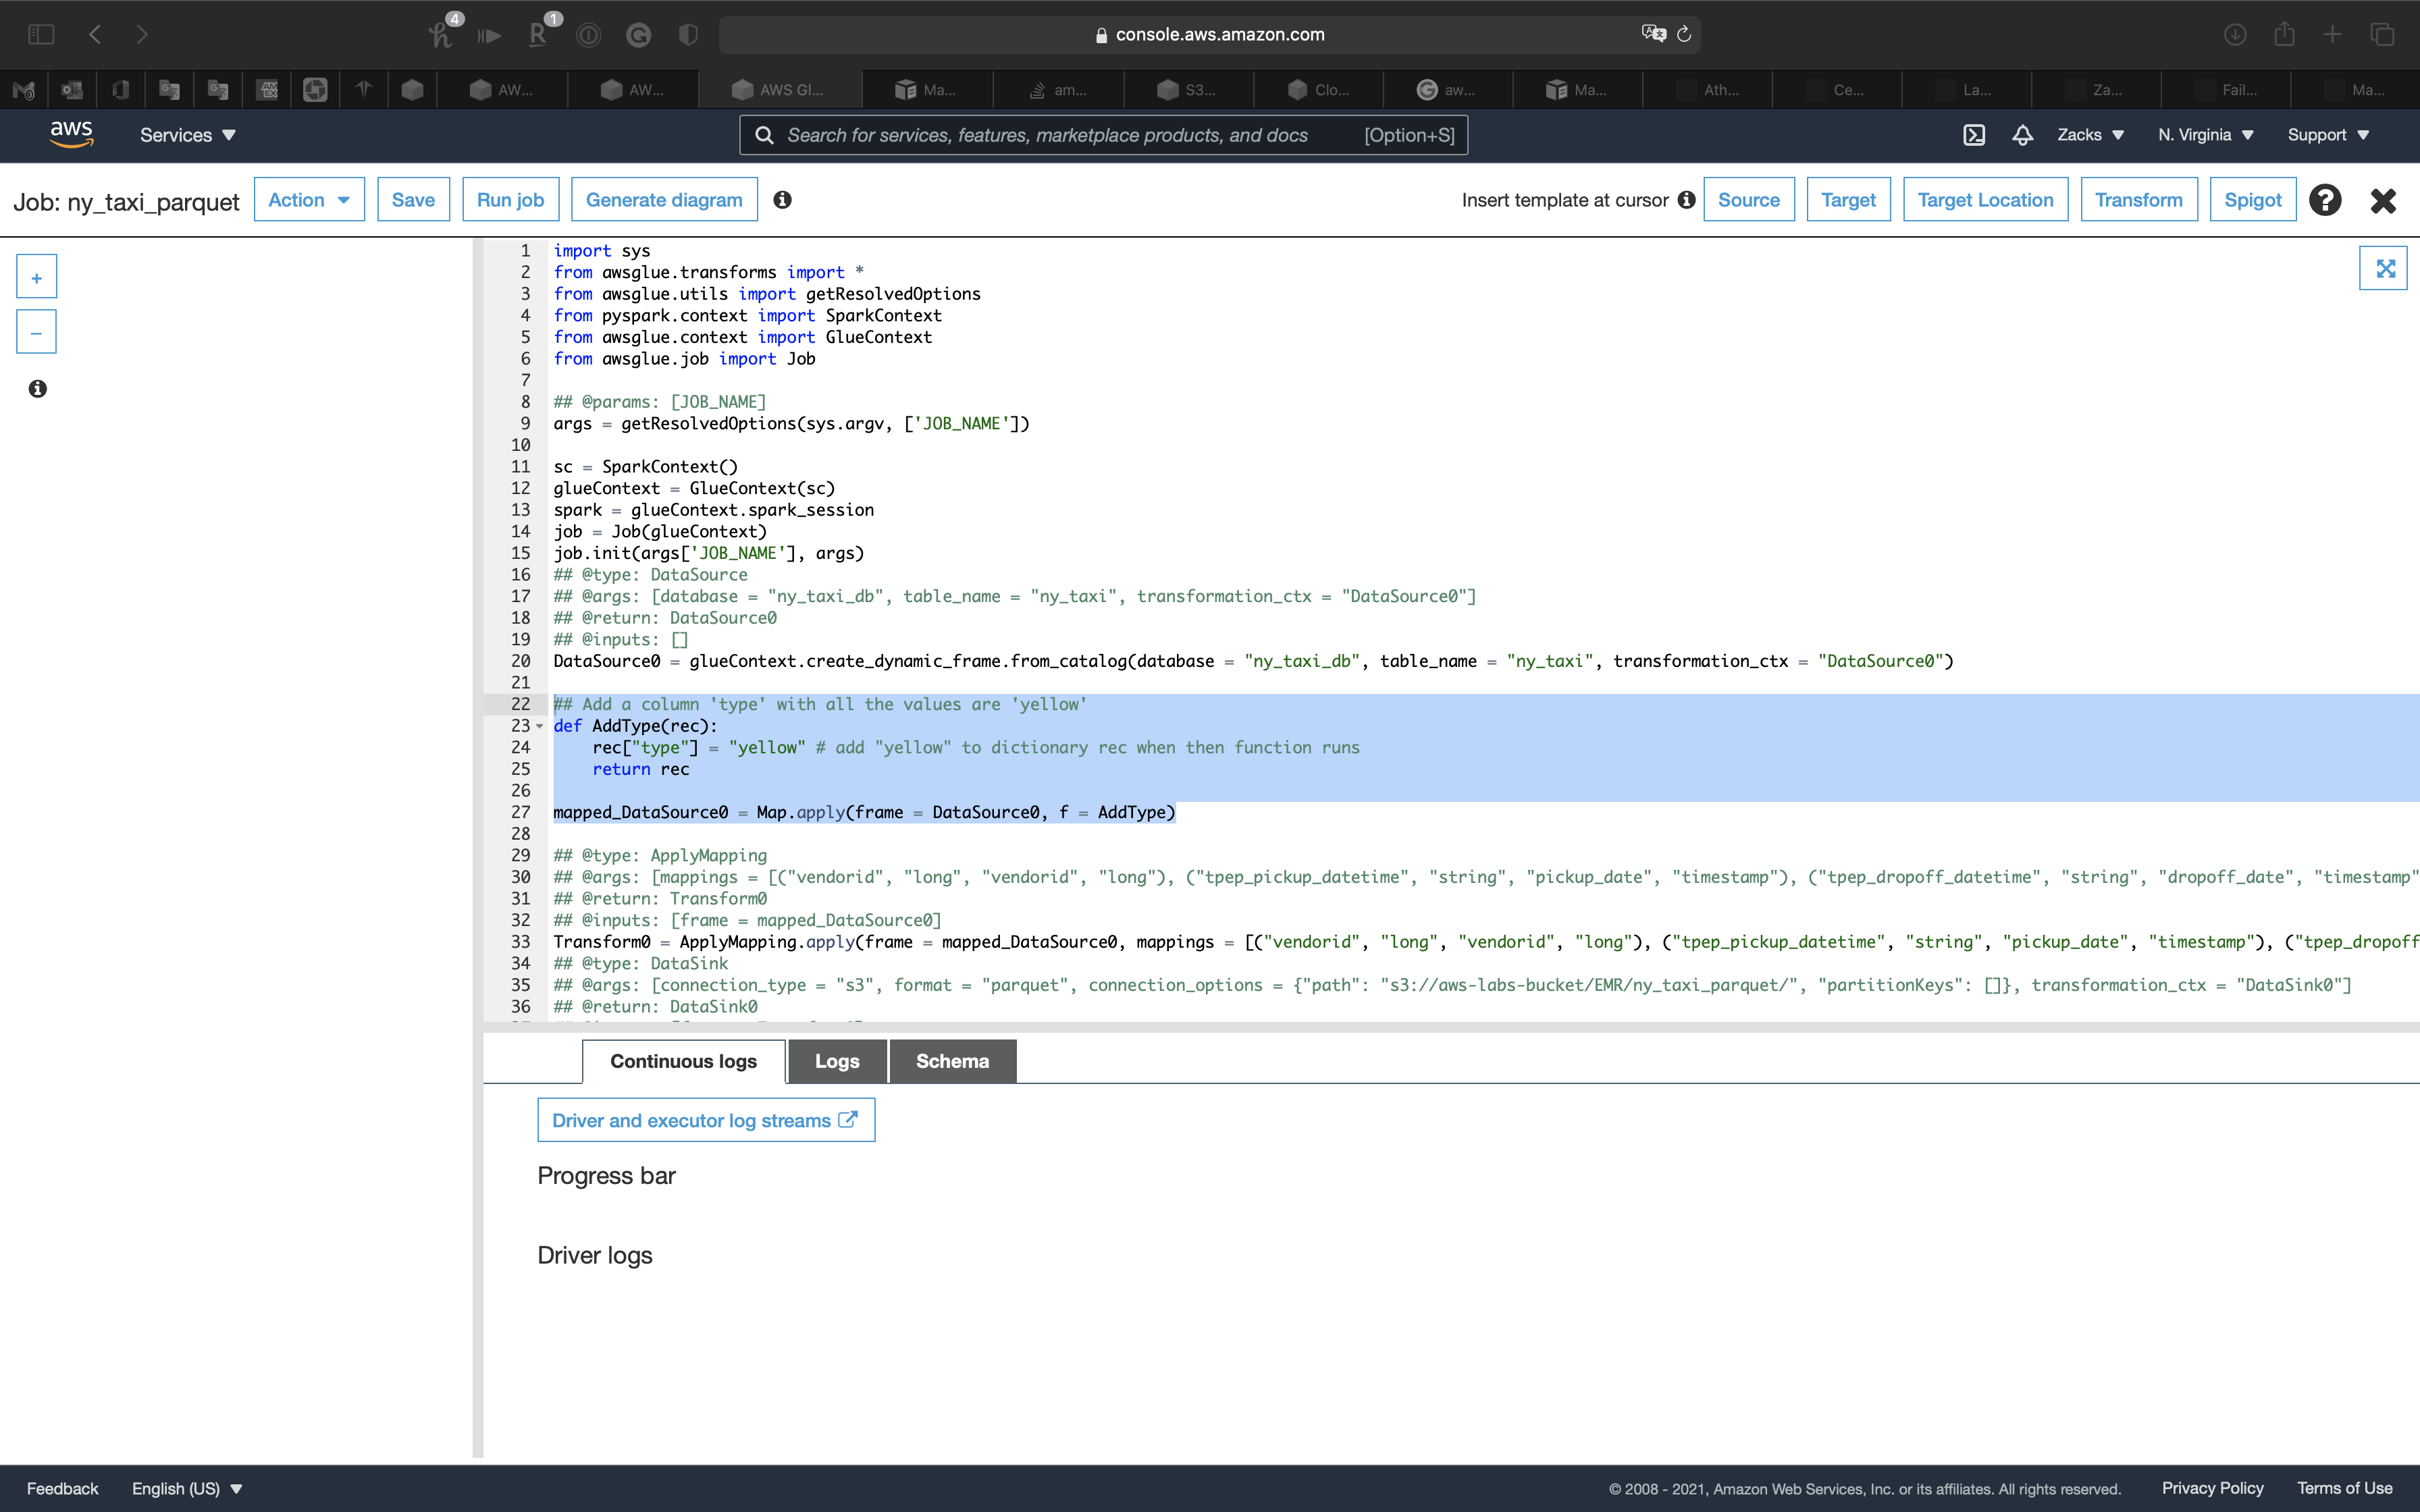 4
1
console.aws.amazon.com
AW...
AW...
AWS Gl...
Ma...
am...
S3...
Clo...
aw...
Ma...
Ath...
Ce...
La...
Za...
Fail...
Ma...
aws
Services
Search for services, features, marketplace products, and docs [Option+S]
Zacks
N. Virginia
Support
Job: ny_taxi_parquet
Action
Save
Run job
Generate diagram
Insert template at cursor
Source
Target
Target Location
Transform
Spigot
+
−
1 import sys
2 from awsglue.transforms import *
3 from awsglue.utils import getResolvedOptions
4 from pyspark.context import SparkContext
5 from awsglue.context import GlueContext
6 from awsglue.job import Job
7
8 ## @params: [JOB_NAME]
9 args = getResolvedOptions(sys.argv, ['JOB_NAME'])
10
11 sc = SparkContext()
12 glueContext = GlueContext(sc)
13 spark = glueContext.spark_session
14 job = Job(glueContext)
15 job.init(args['JOB_NAME'], args)
16 ## @type: DataSource
17 ## @args: [database = "ny_taxi_db", table_name = "ny_taxi", transformation_ctx = "DataSource0"]
18 ## @return: DataSource0
19 ## @inputs: []
20 DataSource0 = glueContext.create_dynamic_frame.from_catalog(database = "ny_taxi_db", table_name = "ny_taxi", transformation_ctx = "DataSource0")
21
22 ## Add a column 'type' with all the values are 'yellow'
23 def AddType(rec):
24 rec["type"] = "yellow" # add "yellow" to dictionary rec when then function runs
25 return rec
26
27 mapped_DataSource0 = Map.apply(frame = DataSource0, f = AddType)
28
29 ## @type: ApplyMapping
30 ## @args: [mappings = [("vendorid", "long", "vendorid", "long"), ("tpep_pickup_datetime", "string", "pickup_date", "timestamp"), ("tpep_dropoff_datetime", "string", "dropoff_date", "timestamp"
31 ## @return: Transform0
32 ## @inputs: [frame = mapped_DataSource0]
33 Transform0 = ApplyMapping.apply(frame = mapped_DataSource0, mappings = [("vendorid", "long", "vendorid", "long"), ("tpep_pickup_datetime", "string", "pickup_date", "timestamp"), ("tpep_dropoff
34 ## @type: DataSink
35 ## @args: [connection_type = "s3", format = "parquet", connection_options = {"path": "s3://aws-labs-bucket/EMR/ny_taxi_parquet/", "partitionKeys": []}, transformation_ctx = "DataSink0"]
36 ## @return: DataSink0
Continuous logs
Logs
Schema
Driver and executor log streams
Progress bar
Driver logs
Feedback
English (US)
© 2008 - 2021, Amazon Web Services, Inc. or its affiliates. All rights reserved.
Privacy Policy
Terms of Use